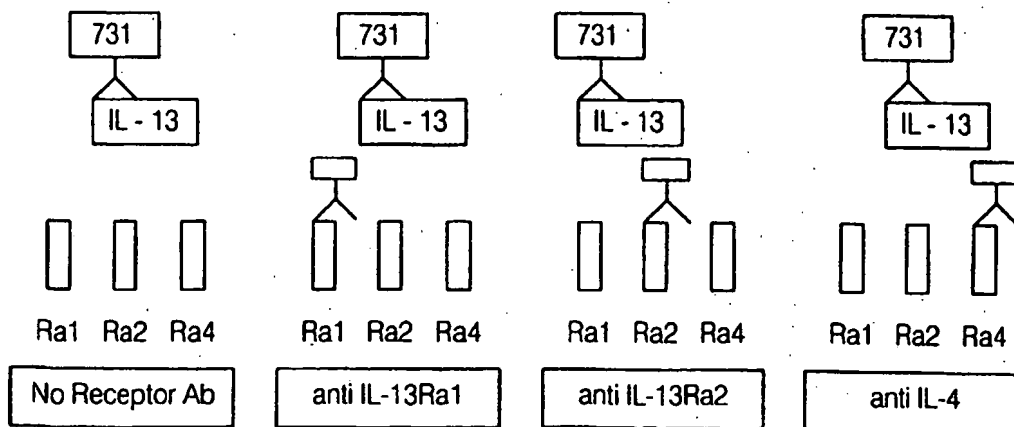 731 731 731 731
IL - 13 IL - 13 IL - 13 IL - 13
Ra1 Ra2 Ra4 Ra1 Ra2 Ra4 Ra1 Ra2 Ra4 Ra1 Ra2 Ra4
No Receptor Ab anti IL-13Ra1 anti IL-13Ra2 anti IL-4